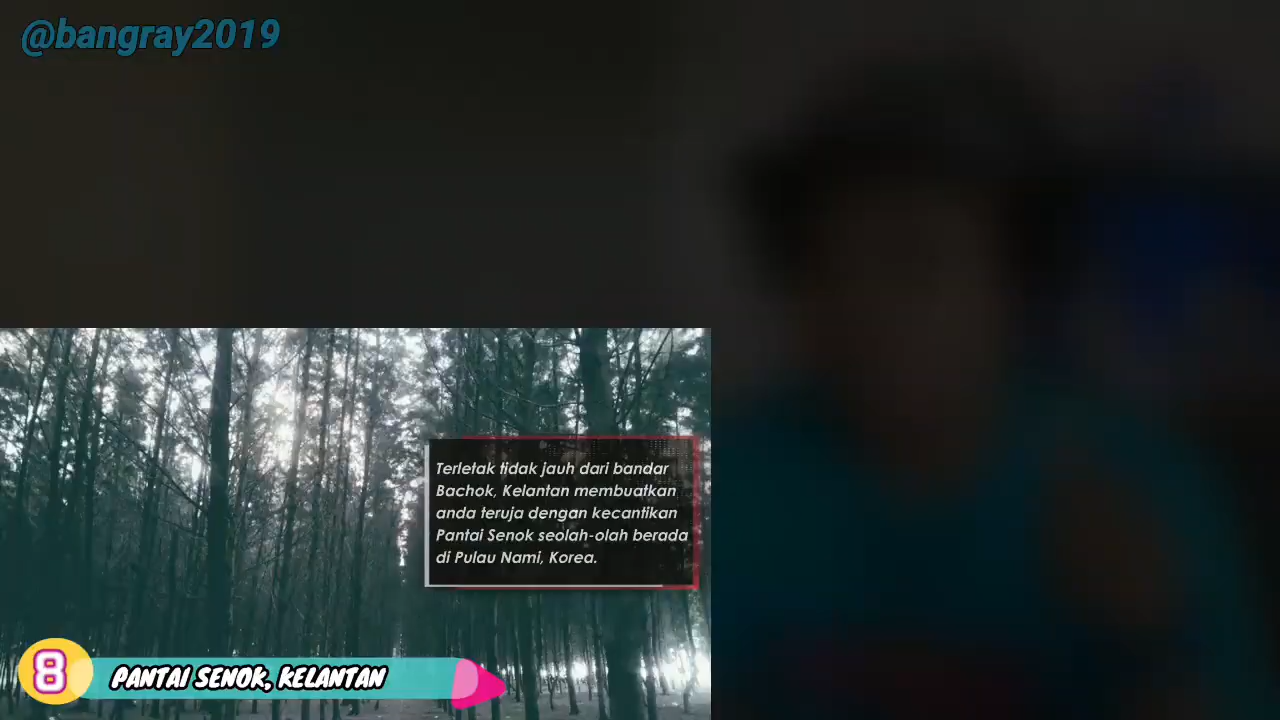 @bangray2019
Terletak tidak jauh dari bandar
Bachok, Kelantan membuatkan
anda teruja dengan kecantikan
Pantai Senok seolah-olah berada
di Pulau Nami, Korea.
8
PANTAI SENOK, KELANTAN